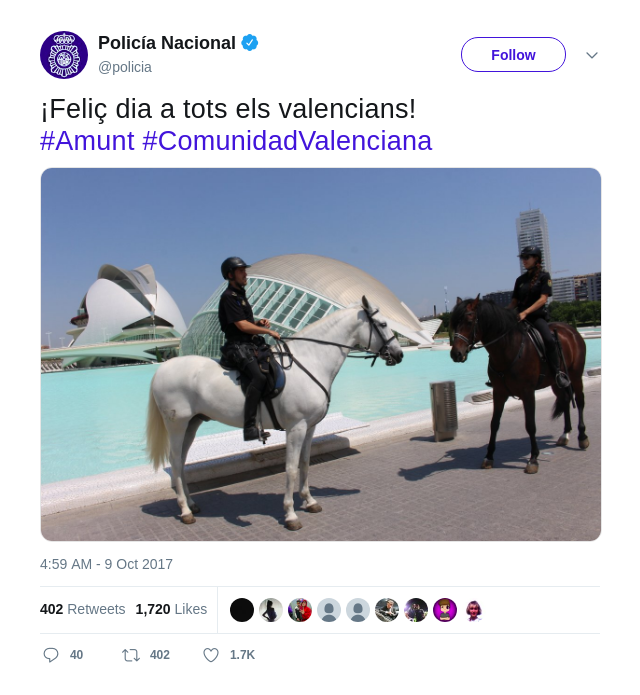 Policía Nacional
@policia
Follow
¡Feliç dia a tots els valencians!
#Amunt #ComunidadValenciana
4:59 AM - 9 Oct 2017
402 Retweets 1,720 Likes
40 402 1.7K